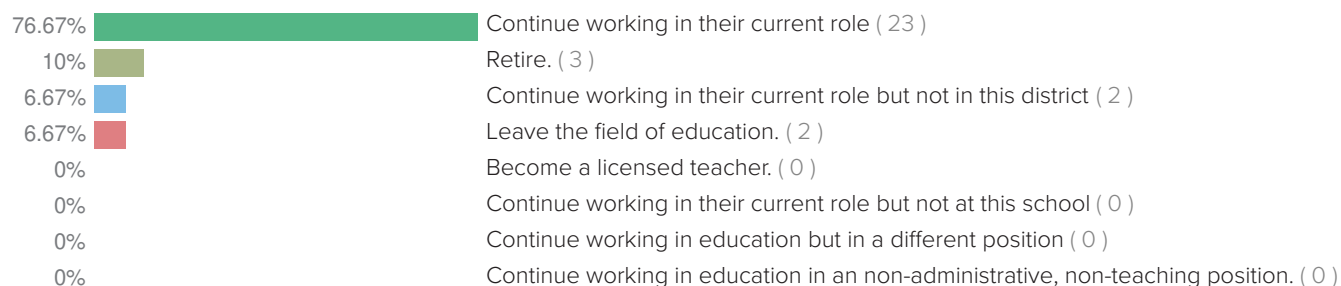 76.67% Continue working in their current role ( 23 )
10% Retire. ( 3 )
6.67% Continue working in their current role but not in this district ( 2 )
6.67% Leave the field of education. ( 2 )
0% Become a licensed teacher. ( 0 )
0% Continue working in their current role but not at this school ( 0 )
0% Continue working in education but in a different position ( 0 )
0% Continue working in education in an non-administrative, non-teaching position. ( 0 )